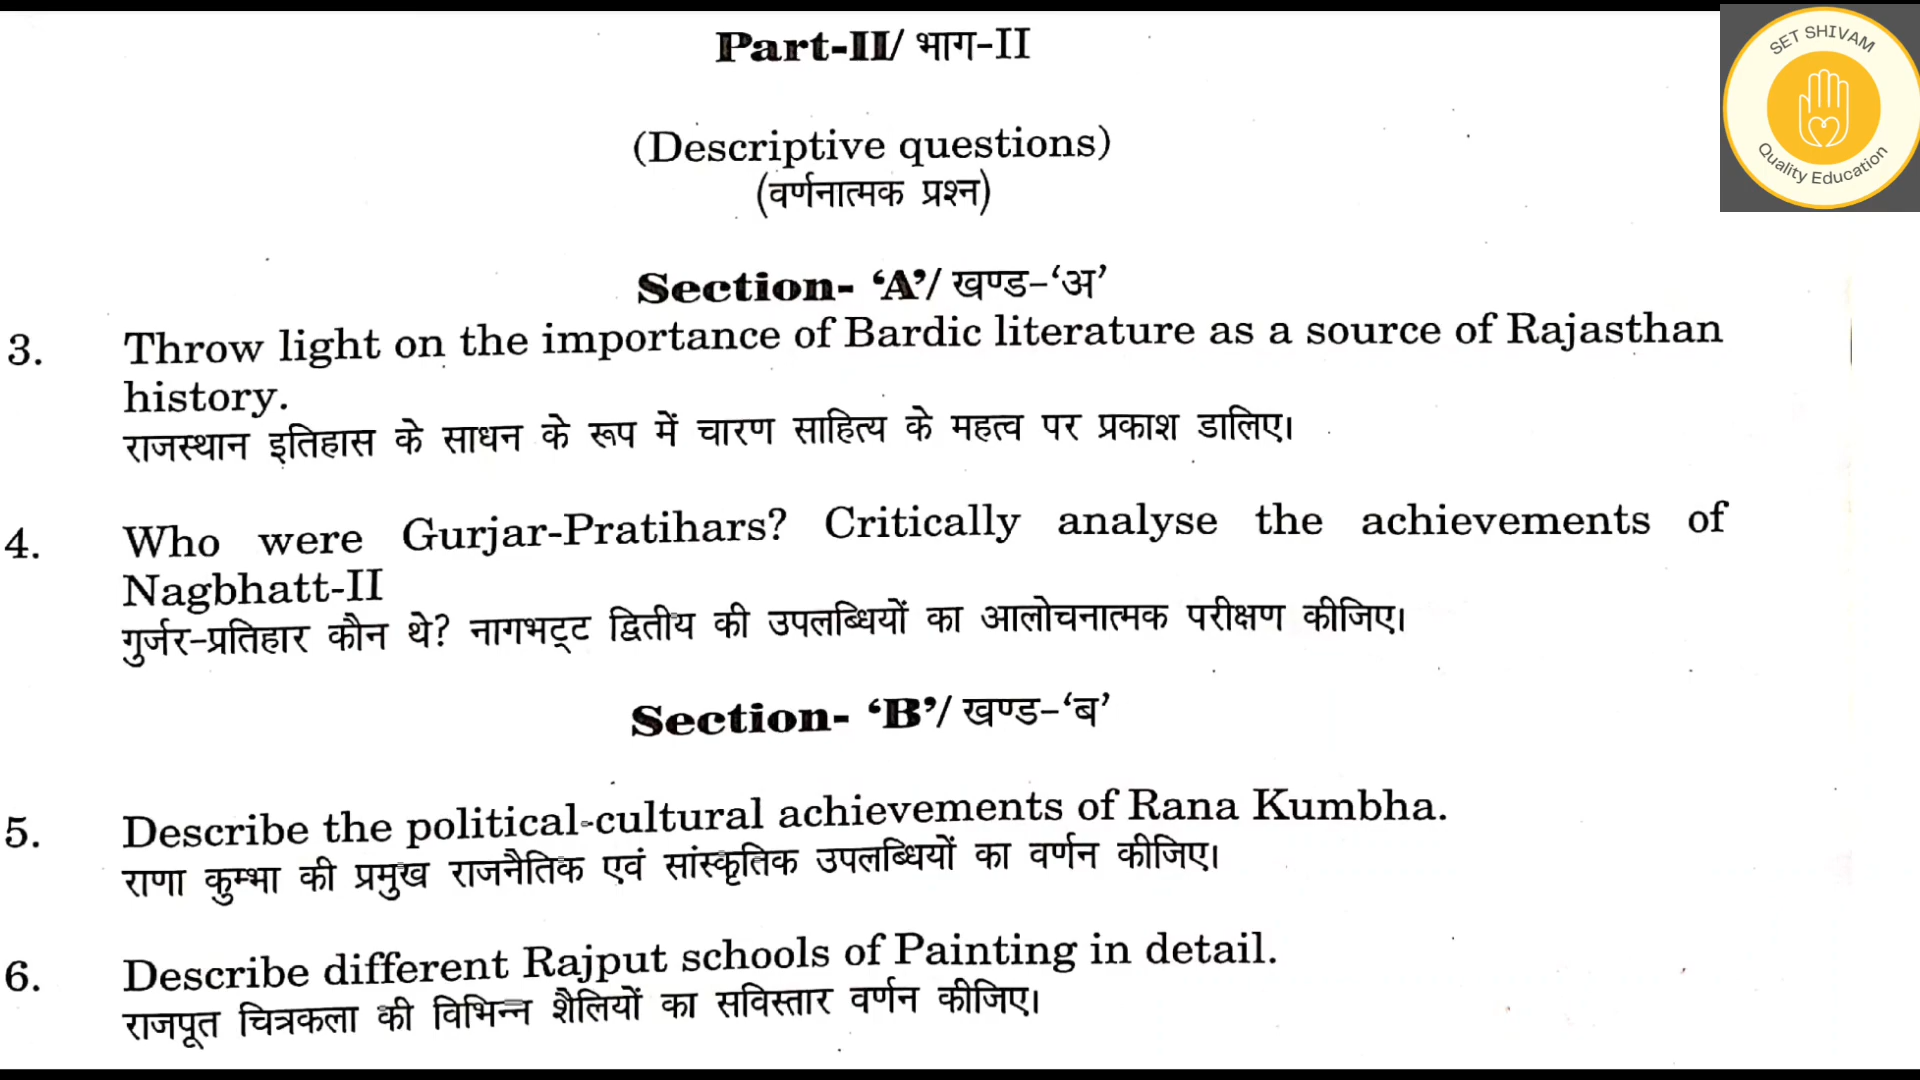 Part-II/ भाग-II
SET SHIVAM
Quality Education
(Descriptive questions)
(वर्णनात्मक प्रश्न)
Section- ‘A’/ खण्ड-‘अ’
3. Throw light on the importance of Bardic literature as a source of Rajasthan
history.
राजस्थान इतिहास के साधन के रूप में चारण साहित्य के महत्व पर प्रकाश डालिए।
4. Who were Gurjar-Pratihars? Critically analyse the achievements of
Nagbhatt-II
गुर्जर-प्रतिहार कौन थे? नागभट्ट द्वितीय की उपलब्धियों का आलोचनात्मक परीक्षण कीजिए।
Section- ‘B’/ खण्ड-‘ब’
5. Describe the political-cultural achievements of Rana Kumbha.
राणा कुम्भा की प्रमुख राजनैतिक एवं सांस्कृतिक उपलब्धियों का वर्णन कीजिए।
6. Describe different Rajput schools of Painting in detail.
राजपूत चित्रकला की विभिन्न शैलियों का सविस्तार वर्णन कीजिए।